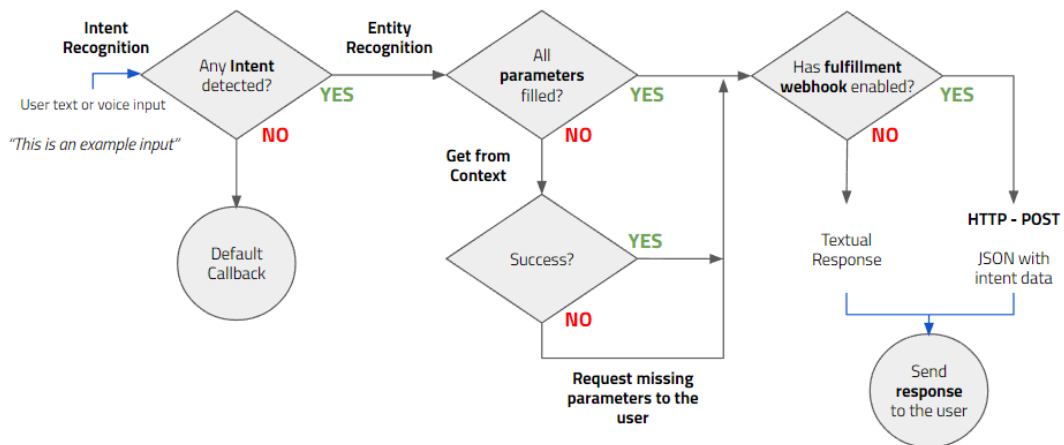 Intent
Recognition
User text or voice input
"This is an example input"
Any Intent
detected?
YES
NO
Default
Callback
Entity
Recognition
All
parameters
filled?
YES
NO
Get from
Context
Success?
YES
NO
Request missing
parameters to the
user
Has fulfillment
webhook enabled?
YES
NO
Textual
Response
HTTP - POST
JSON with
intent data
Send
response
to the user